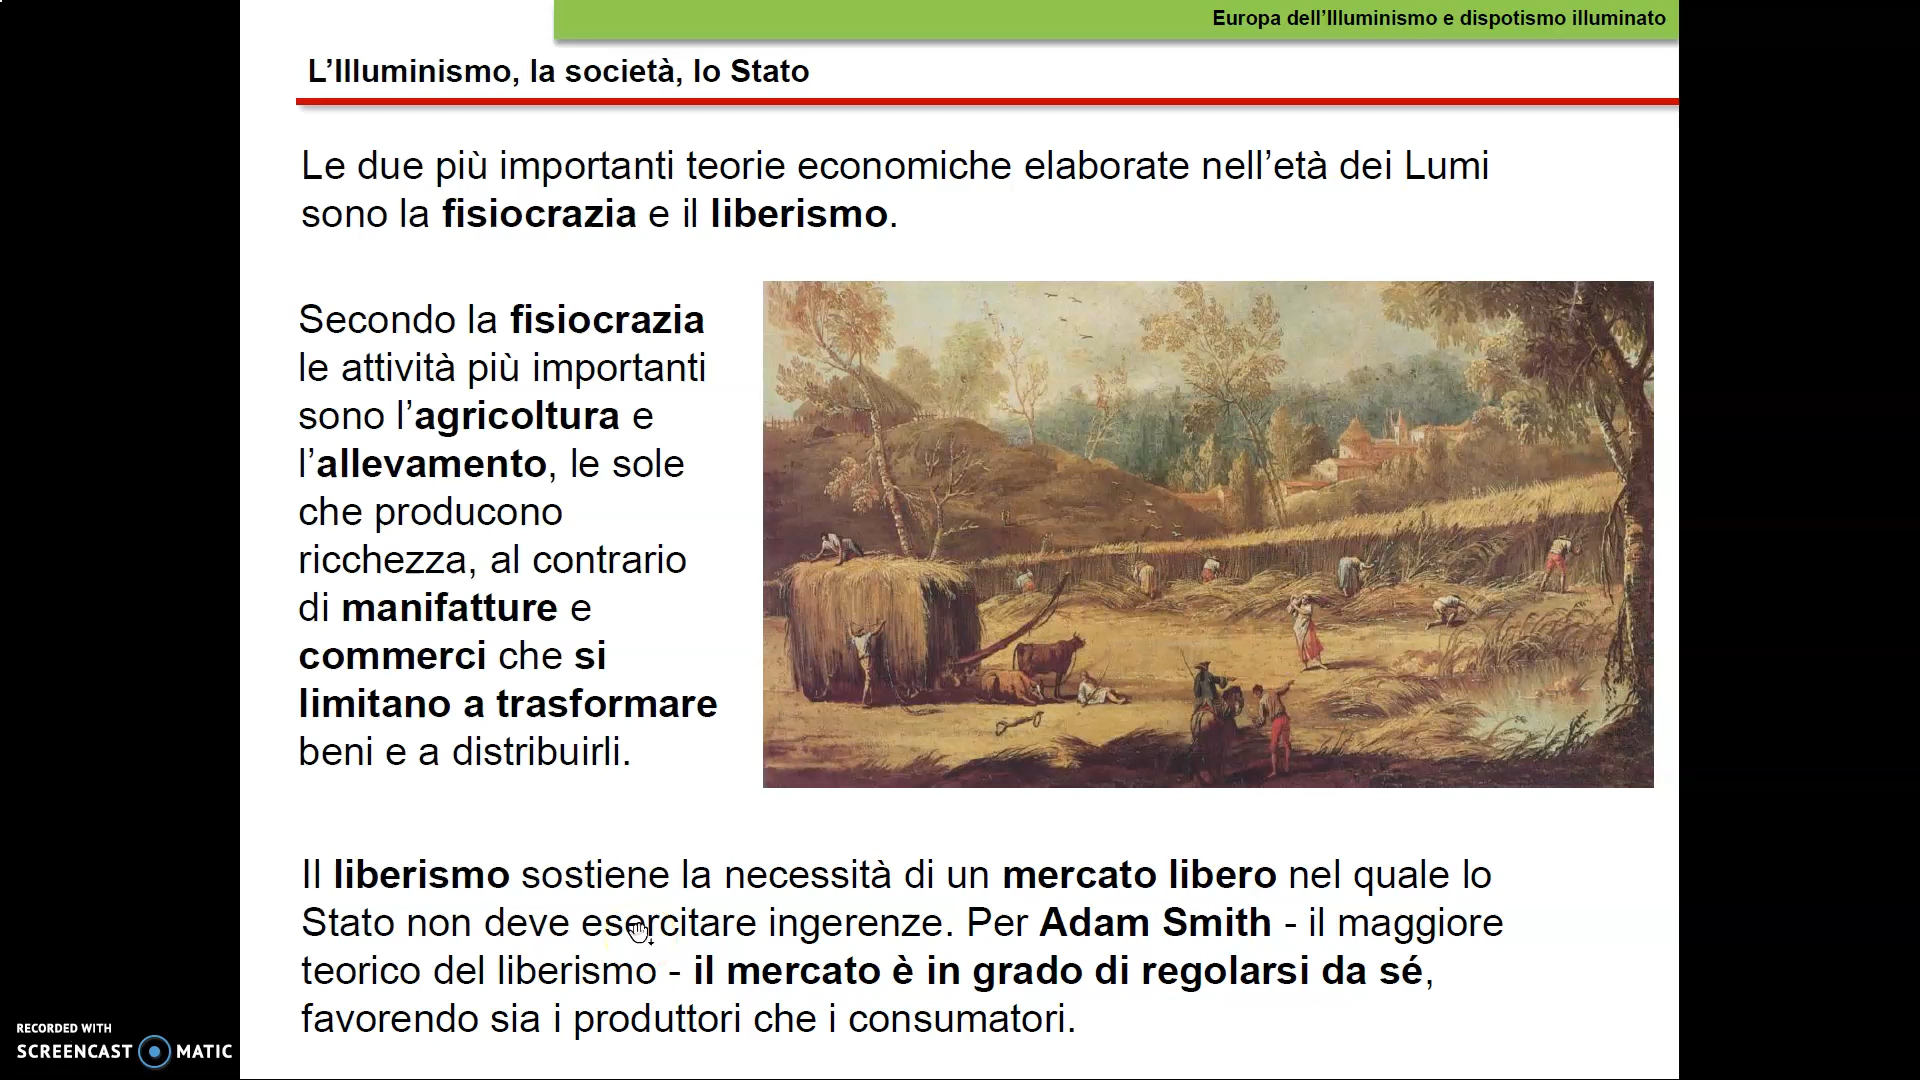 Europa dell’Illuminismo e dispotismo illuminato
L’Illuminismo, la società, lo Stato
Le due più importanti teorie economiche elaborate nell’età dei Lumi
sono la fisiocrazia e il liberismo.
Secondo la fisiocrazia
le attività più importanti
sono l’agricoltura e
l’allevamento, le sole
che producono
ricchezza, al contrario
di manifatture e
commerci che si
limitano a trasformare
beni e a distribuirli.
Il liberismo sostiene la necessità di un mercato libero nel quale lo
Stato non deve esercitare ingerenze. Per Adam Smith - il maggiore
teorico del liberismo - il mercato è in grado di regolarsi da sé,
favorendo sia i produttori che i consumatori.
RECORDED WITH
SCREENCAST MATIC